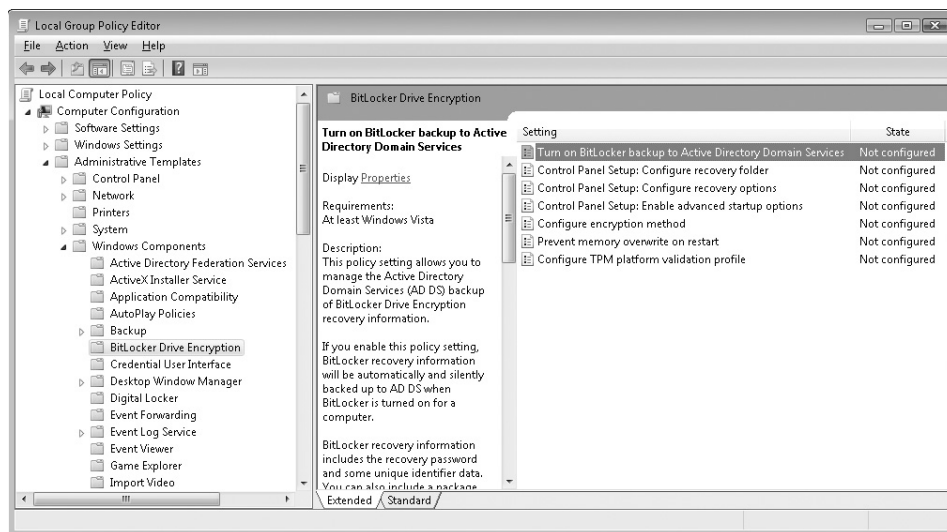 Local Group Policy Editor
File Action View Help
Local Computer Policy
Computer Configuration
Software Settings
Windows Settings
Administrative Templates
Control Panel
Network
Printers
System
Windows Components
Active Directory Federation Services
ActiveX Installer Service
Application Compatibility
AutoPlay Policies
Backup
BitLocker Drive Encryption
Credential User Interface
Desktop Window Manager
Digital Locker
Event Forwarding
Event Log Service
Event Viewer
Game Explorer
Import Video
BitLocker Drive Encryption
Turn on BitLocker backup to Active
Directory Domain Services
Display Properties
Requirements:
At least Windows Vista
Description:
This policy setting allows you to
manage the Active Directory
Domain Services (AD DS) backup
of BitLocker Drive Encryption
recovery information.
If you enable this policy setting,
BitLocker recovery information
will be automatically and silently
backed up to AD DS when
BitLocker is turned on for a
computer.
BitLocker recovery information
includes the recovery password
and some unique identifier data.
You can also include a package
Setting State
Turn on BitLocker backup to Active Directory Domain Services Not configured
Control Panel Setup: Configure recovery folder Not configured
Control Panel Setup: Configure recovery options Not configured
Control Panel Setup: Enable advanced startup options Not configured
Configure encryption method Not configured
Prevent memory overwrite on restart Not configured
Configure TPM platform validation profile Not configured
Extended Standard